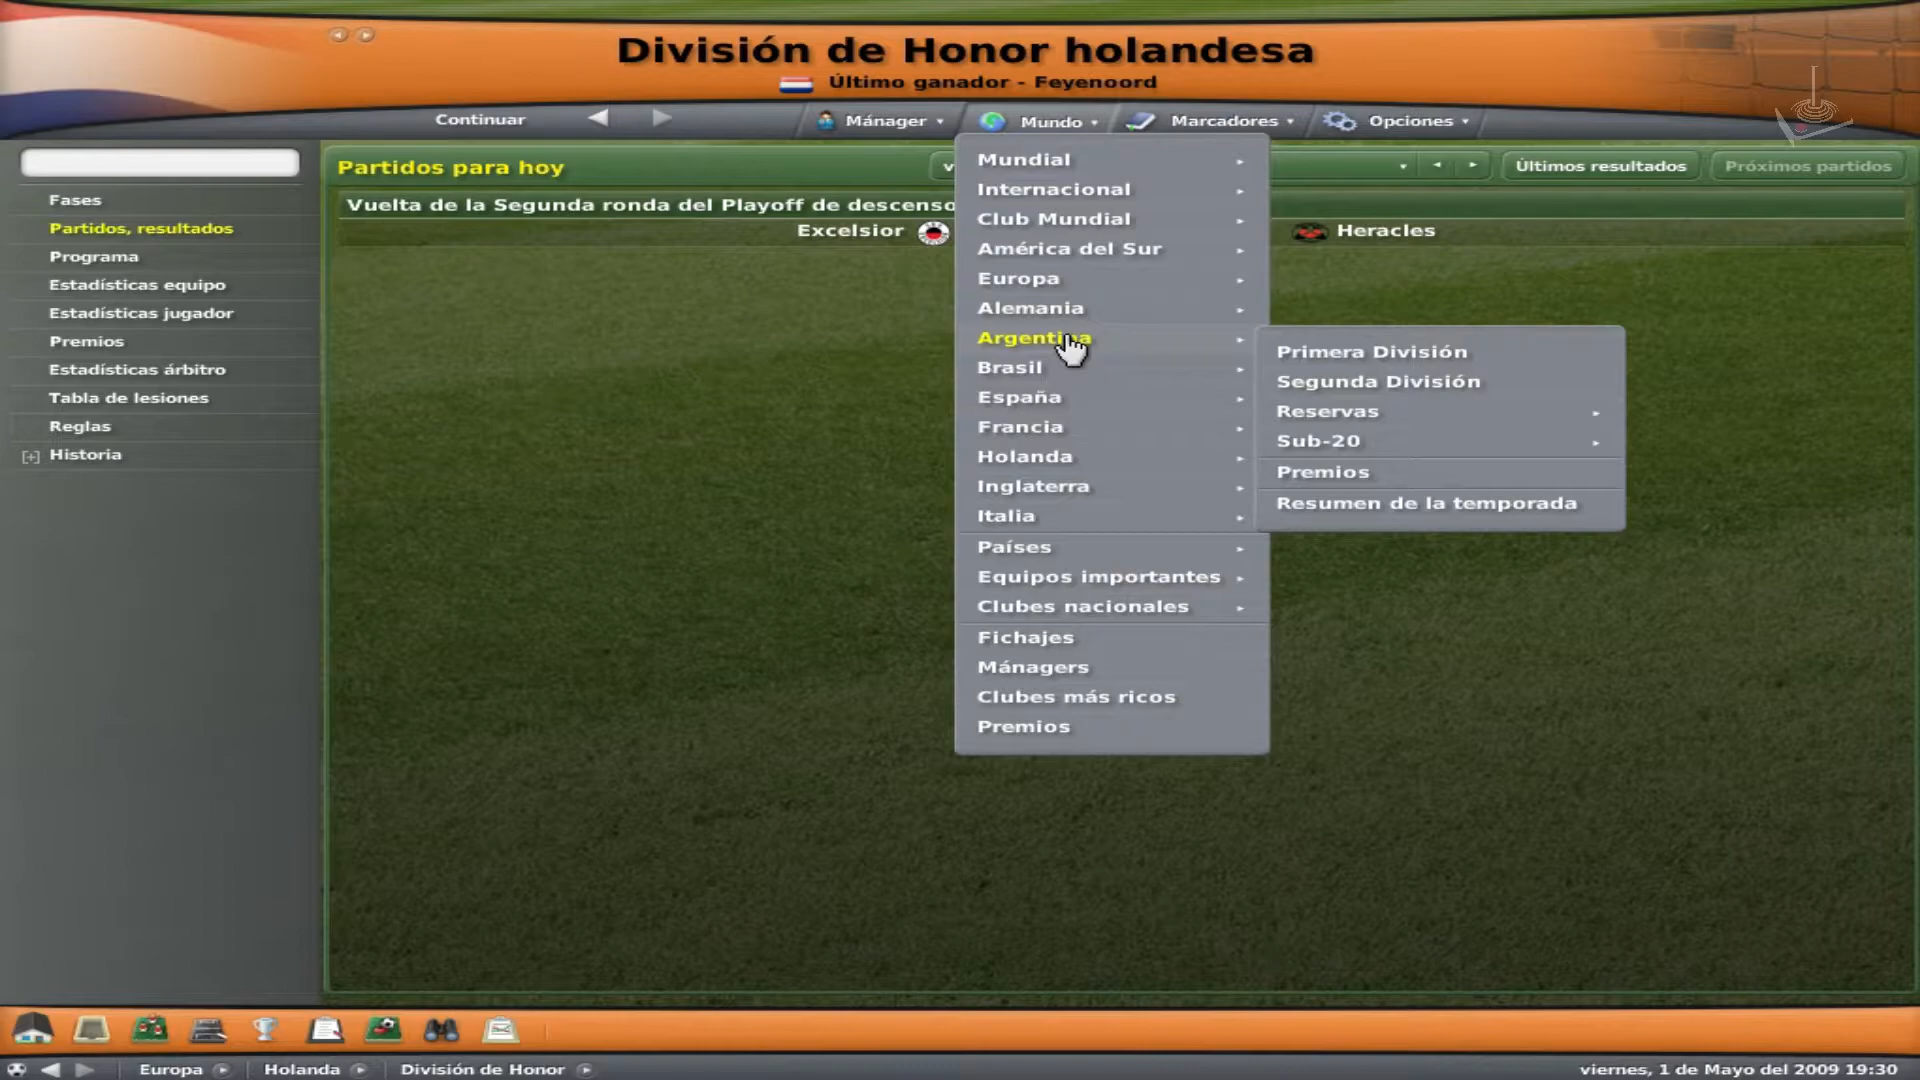 División de Honor holandesa
Último ganador - Feyenoord
Continuar
Mánager
Mundo
Marcadores
Opciones
Partidos para hoy
Últimos resultados
Próximos partidos
Vuelta de la Segunda ronda del Playoff de descenso
Excelsior
Heracles
Fases
Partidos, resultados
Programa
Estadísticas equipo
Estadísticas jugador
Premios
Estadísticas árbitro
Tabla de lesiones
Reglas
[+] Historia
Mundial
Internacional
Club Mundial
América del Sur
Europa
Alemania
Argentina
Brasil
España
Francia
Holanda
Inglaterra
Italia
Países
Equipos importantes
Clubes nacionales
Fichajes
Mánagers
Clubes más ricos
Premios
Primera División
Segunda División
Reservas
Sub-20
Premios
Resumen de la temporada
Europa
Holanda
División de Honor
viernes, 1 de Mayo del 2009 19:30